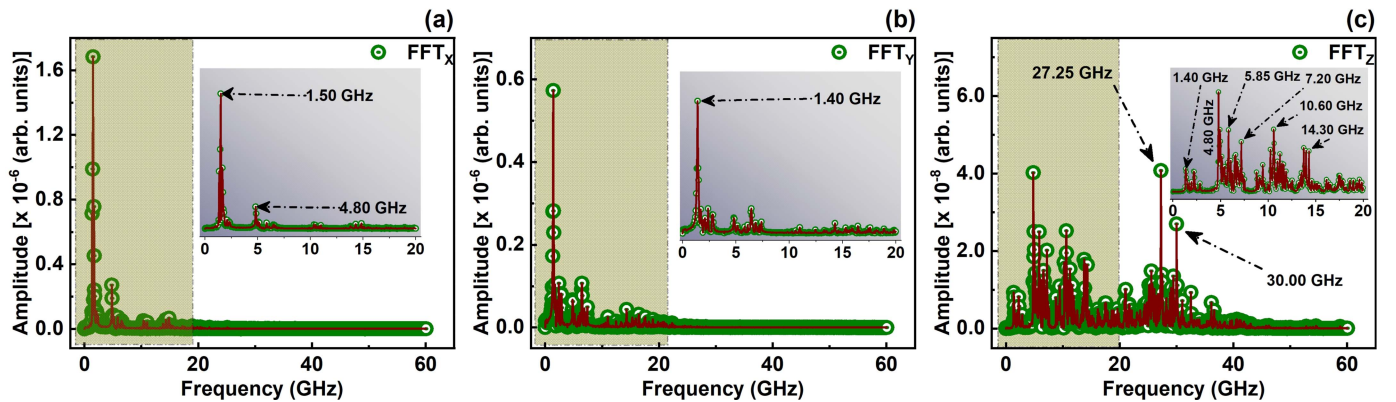 (a)
FFT_X
Amplitude [x 10^-6 (arb. units)]
1.6
1.2
0.8
0.4
0.0
1.50 GHz
4.80 GHz
0 5 10 15 20
0 20 40 60
Frequency (GHz)
(b)
FFT_Y
Amplitude [x 10^-6 (arb. units)]
0.6
0.4
0.2
0.0
1.40 GHz
0 5 10 15 20
0 20 40 60
Frequency (GHz)
(c)
FFT_Z
Amplitude [x 10^-8 (arb. units)]
6.0
4.0
2.0
0.0
27.25 GHz
1.40 GHz
5.85 GHz
7.20 GHz
4.80 GHz
10.60 GHz
14.30 GHz
0 5 10 15 20
30.00 GHz
0 20 40 60
Frequency (GHz)